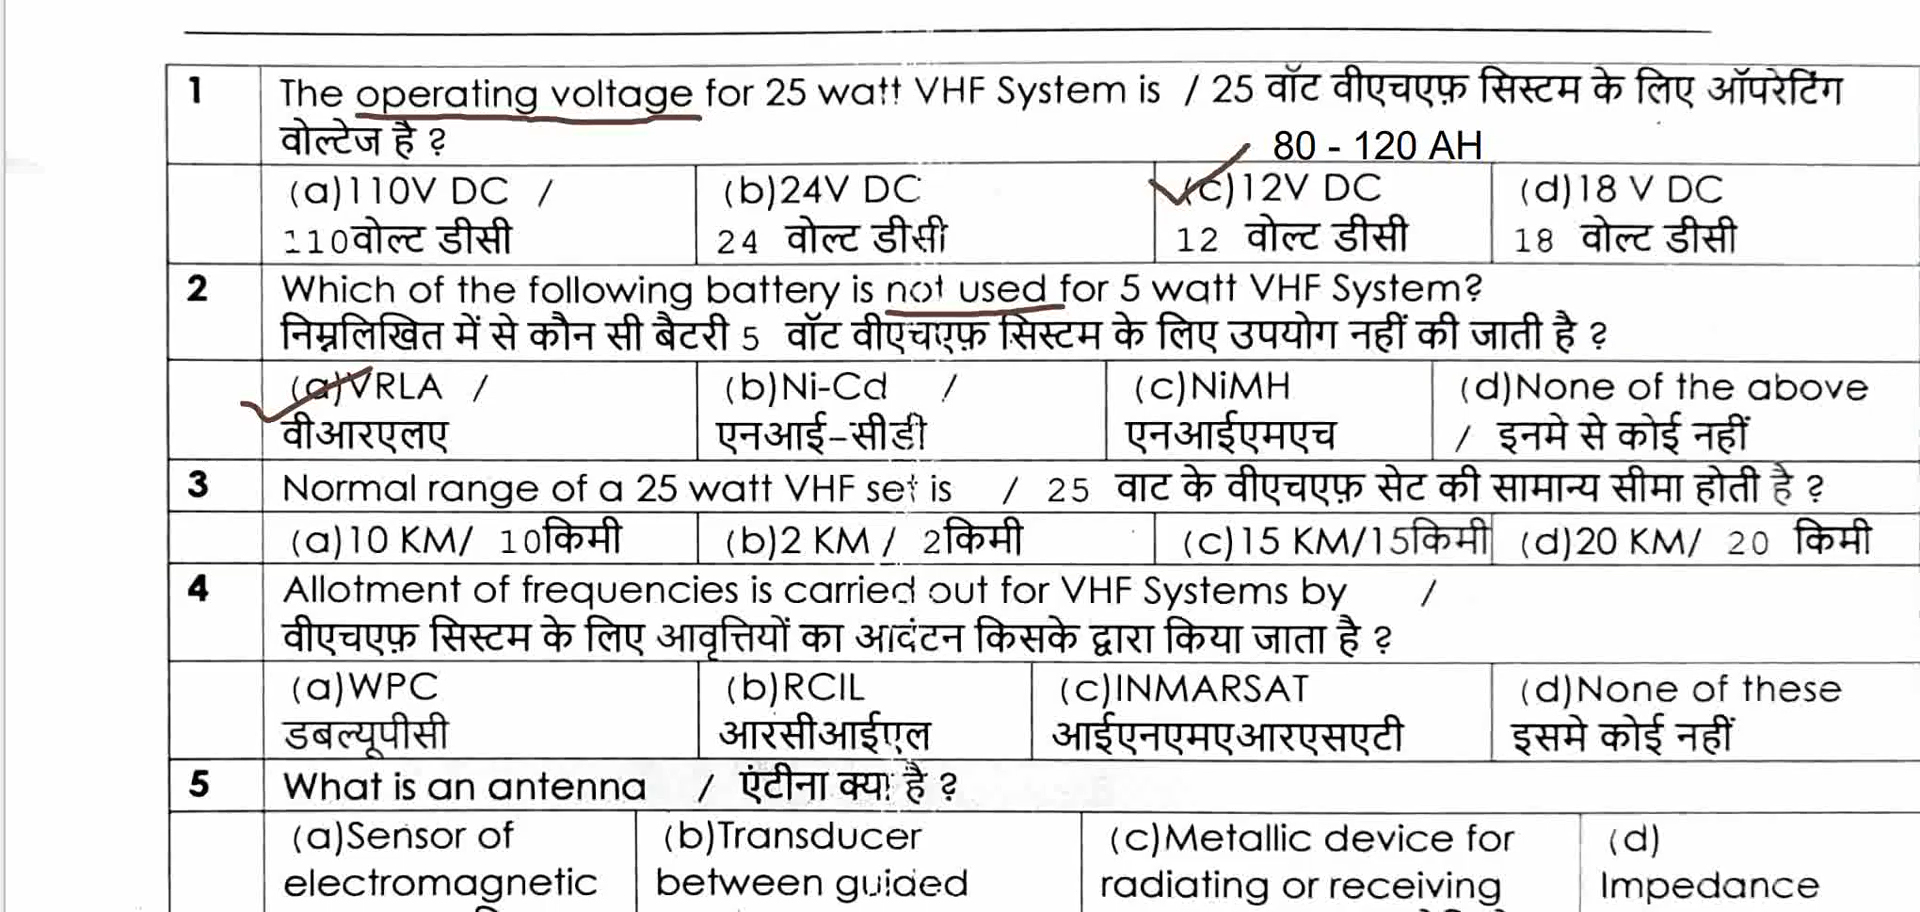 1 The operating voltage for 25 watt VHF System is / 25 वॉट वीएचएफ़ सिस्टम के लिए ऑपरेटिंग
वोल्टेज है ?
80 - 120 AH
(a)110V DC / (b)24V DC (c)12V DC (d)18 V DC
110वोल्ट डीसी 24 वोल्ट डीसी 12 वोल्ट डीसी 18 वोल्ट डीसी
2 Which of the following battery is not used for 5 watt VHF System?
निम्नलिखित में से कौन सी बैटरी 5 वॉट वीएचएफ़ सिस्टम के लिए उपयोग नहीं की जाती है ?
(a)VRLA / (b)Ni-Cd / (c)NiMH (d)None of the above
वीआरएलए एनआई-सीडी एनआईएमएच / इनमे से कोई नहीं
3 Normal range of a 25 watt VHF set is / 25 वाट के वीएचएफ़ सेट की सामान्य सीमा होती है ?
(a)10 KM/ 10किमी (b)2 KM / 2किमी (c)15 KM/15किमी (d)20 KM/ 20 किमी
4 Allotment of frequencies is carried out for VHF Systems by /
वीएचएफ़ सिस्टम के लिए आवृत्तियों का आवंटन किसके द्वारा किया जाता है ?
(a)WPC (b)RCIL (c)INMARSAT (d)None of these
डबल्यूपीसी आरसीआईएल आईएनएमएआरएसएटी इसमे कोई नहीं
5 What is an antenna / एंटीना क्या है ?
(a)Sensor of (b)Transducer (c)Metallic device for (d)
electromagnetic between guided radiating or receiving Impedance